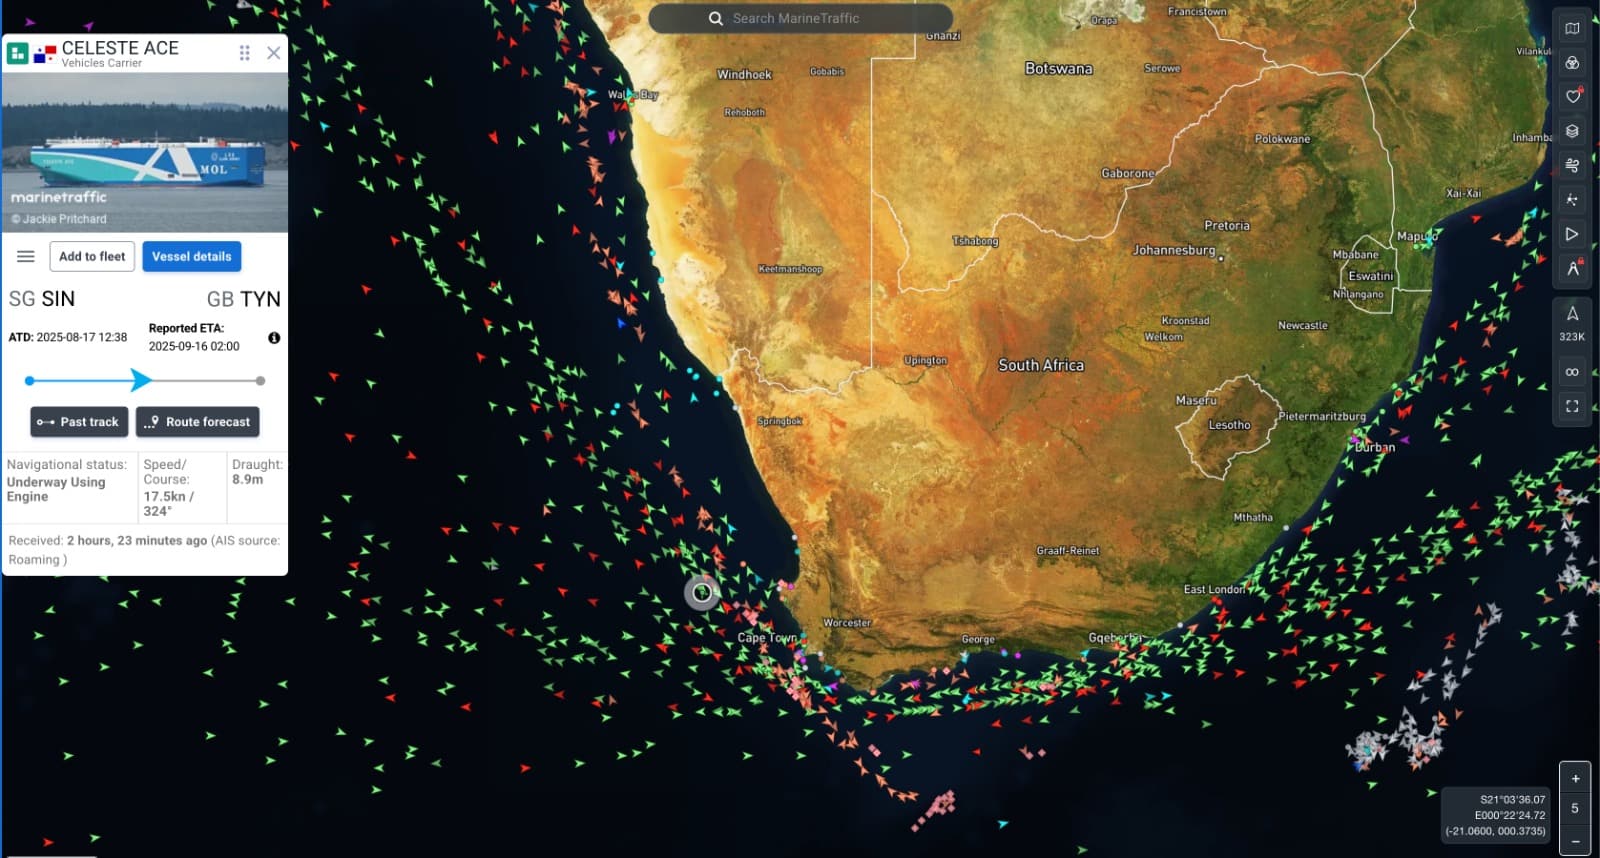 Search MarineTraffic
CELESTE ACE
Vehicles Carrier
CELESTE ACE
MOL
marinetraffic
© Jackie Pritchard
Add to fleet
Vessel details
SG SIN
GB TYN
ATD: 2025-08-17 12:38
Reported ETA:
2025-09-16 02:00
Past track
Route forecast
Navigational status:
Underway Using
Engine
Speed/
Course:
17.5kn /
324°
Draught:
8.9m
Received: 2 hours, 23 minutes ago (AIS source:
Roaming )
Orapa
Francistown
Ghanzi
Windhoek
Gobabis
Botswana
Serowe
Vilankul
Walvis Bay
Rehoboth
Polokwane
Inhamba
Gaborone
Xai-Xai
Pretoria
Tshabong
Johannesburg
Maputo
Mbabane
Keetmanshoop
Eswatini
Nhlangano
Kroonstad
Newcastle
Welkom
323K
Upington
South Africa
Maseru
Pietermaritzburg
Springbok
Lesotho
Durban
Mthatha
Graaff-Reinet
East London
Worcester
Cape Town
George
Gqeberha
S21°03'36.07
E000°22'24.72
(-21.0600, 000.3735)
+
5
−